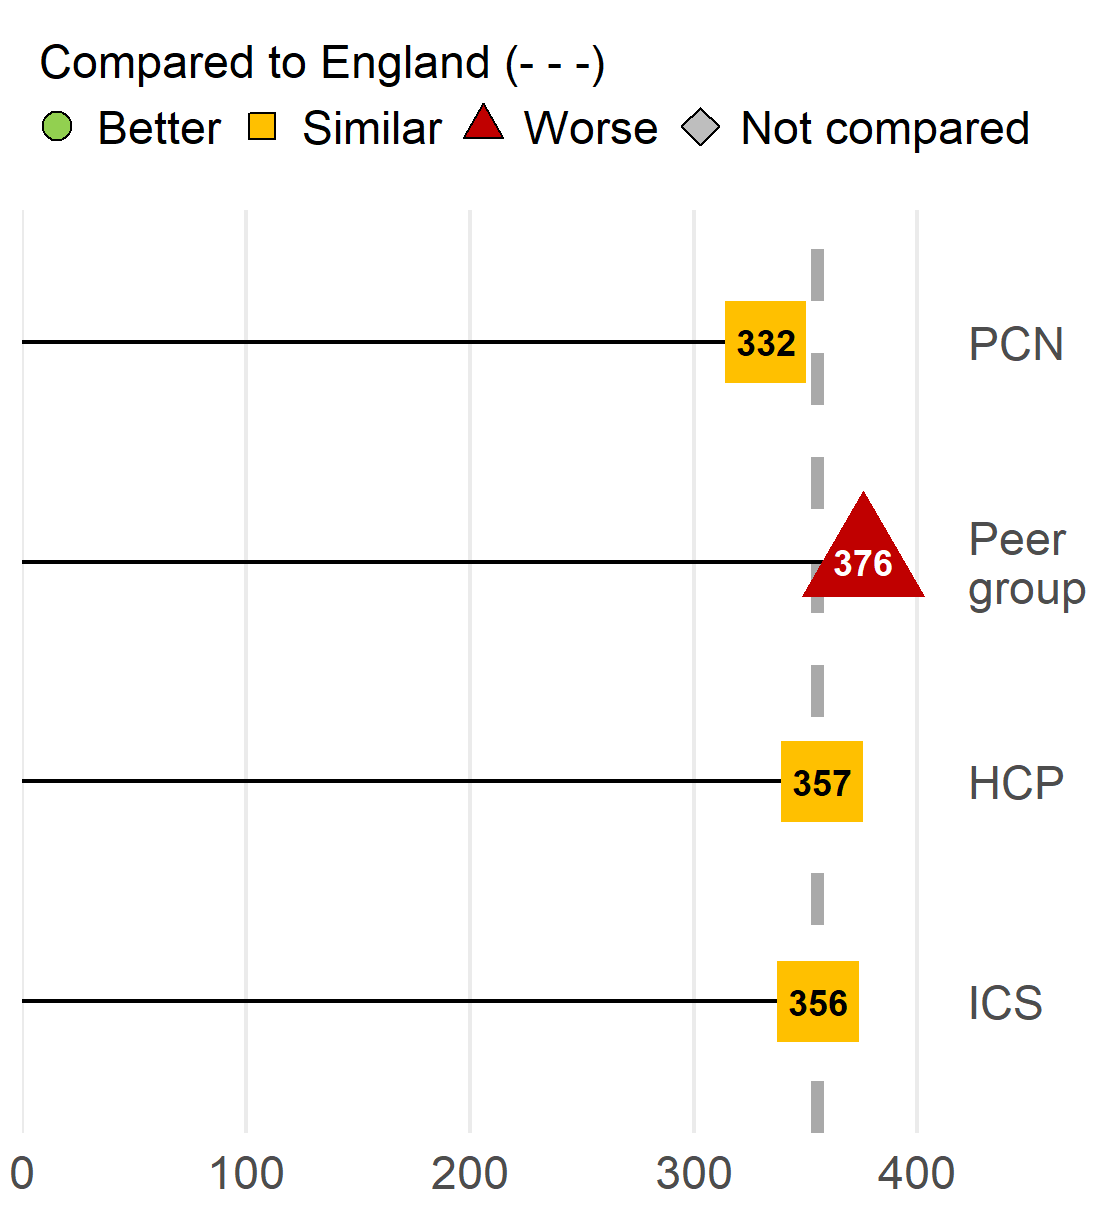 Compared to England (- - -)
Better Similar Worse Not compared
332 PCN
376 Peer
group
357 HCP
356 ICS
0 100 200 300 400